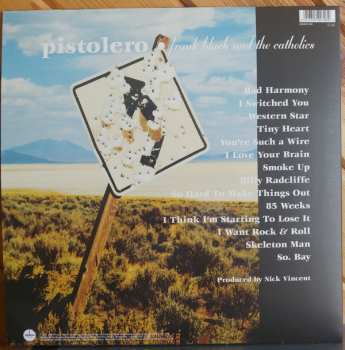 pistolero frank black and the catholics
Bad Harmony
I Switched You
Western Star
Tiny Heart
You're Such a Wire
I Love Your Brain
Smoke Up
Billy Radcliffe
So Hard To Make Things Out
85 Weeks
I Think I'm Starting To Lose It
I Want Rock & Roll
Skeleton Man
So. Bay
Produced by Nick Vincent